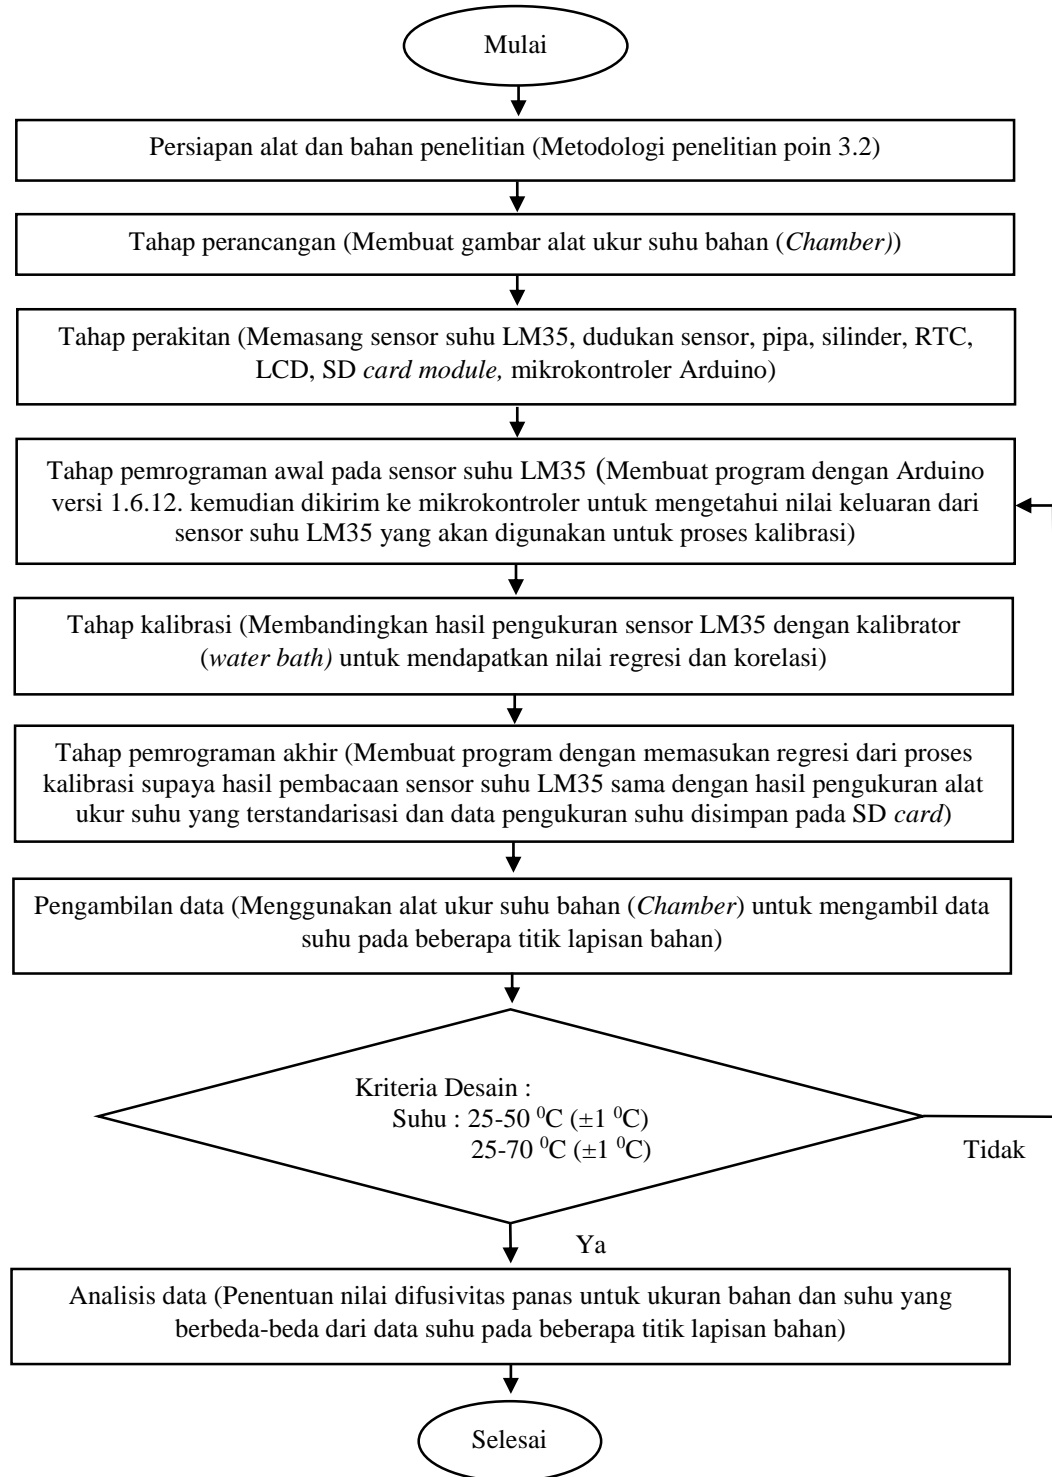 Mulai
Persiapan alat dan bahan penelitian (Metodologi penelitian poin 3.2)
Tahap perancangan (Membuat gambar alat ukur suhu bahan (Chamber))
Tahap perakitan (Memasang sensor suhu LM35, dudukan sensor, pipa, silinder, RTC,
LCD, SD card module, mikrokontroler Arduino)
Tahap pemrograman awal pada sensor suhu LM35 (Membuat program dengan Arduino
versi 1.6.12. kemudian dikirim ke mikrokontroler untuk mengetahui nilai keluaran dari
sensor suhu LM35 yang akan digunakan untuk proses kalibrasi)
Tahap kalibrasi (Membandingkan hasil pengukuran sensor LM35 dengan kalibrator
(water bath) untuk mendapatkan nilai regresi dan korelasi)
Tahap pemrograman akhir (Membuat program dengan memasukan regresi dari proses
kalibrasi supaya hasil pembacaan sensor suhu LM35 sama dengan hasil pengukuran alat
ukur suhu yang terstandarisasi dan data pengukuran suhu disimpan pada SD card)
Pengambilan data (Menggunakan alat ukur suhu bahan (Chamber) untuk mengambil data
suhu pada beberapa titik lapisan bahan)
Kriteria Desain :
Suhu : 25-50 ⁰C (±1 ⁰C)
25-70 ⁰C (±1 ⁰C)
Tidak
Ya
Analisis data (Penentuan nilai difusivitas panas untuk ukuran bahan dan suhu yang
berbeda-beda dari data suhu pada beberapa titik lapisan bahan)
Selesai